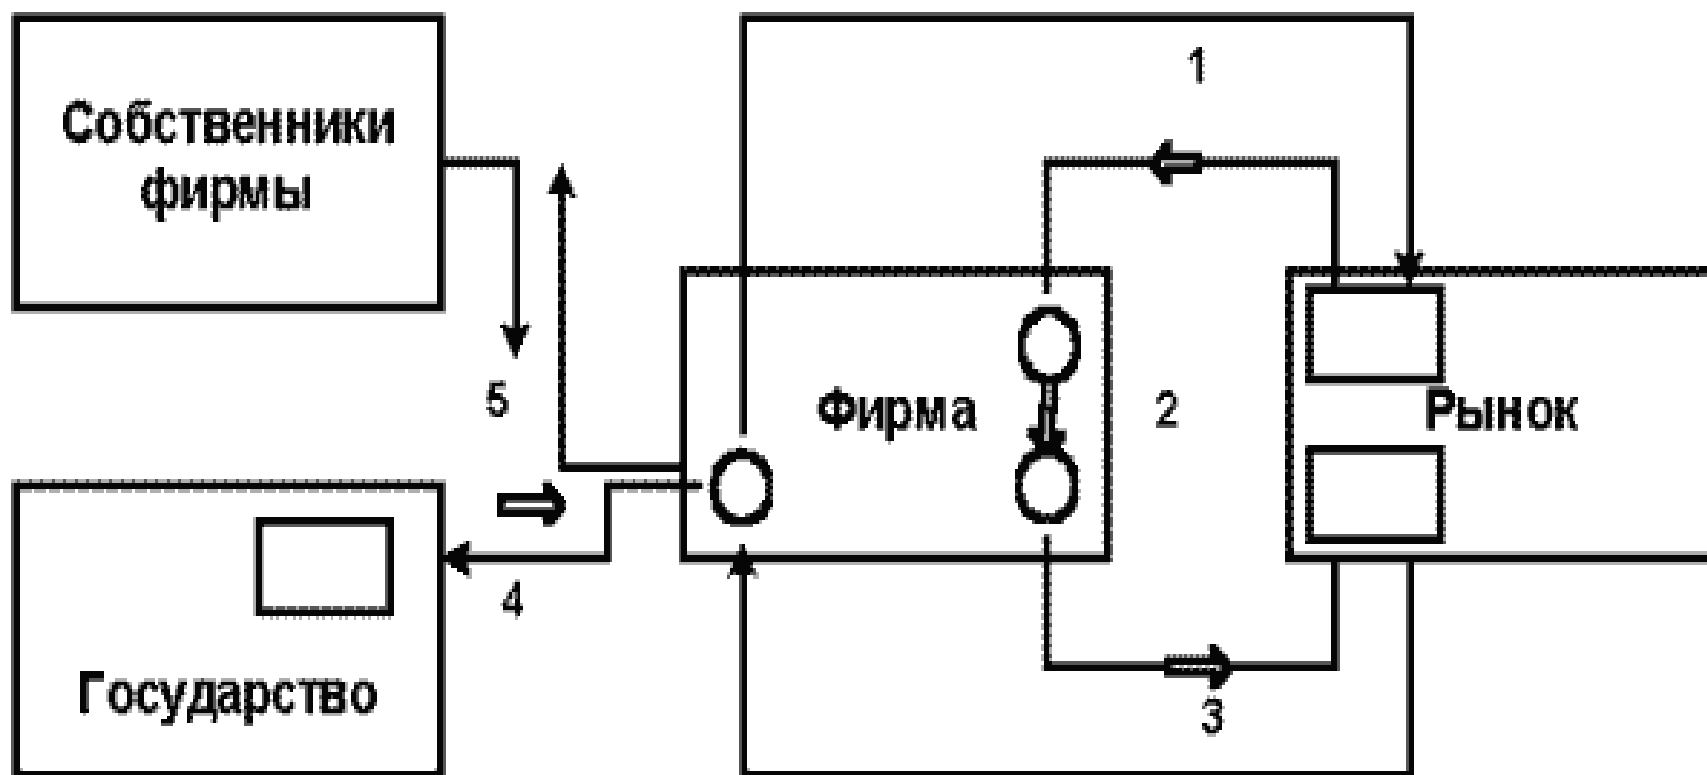 Собственники
фирмы
1
5
Фирма
2
Рынок
4
Государство
3